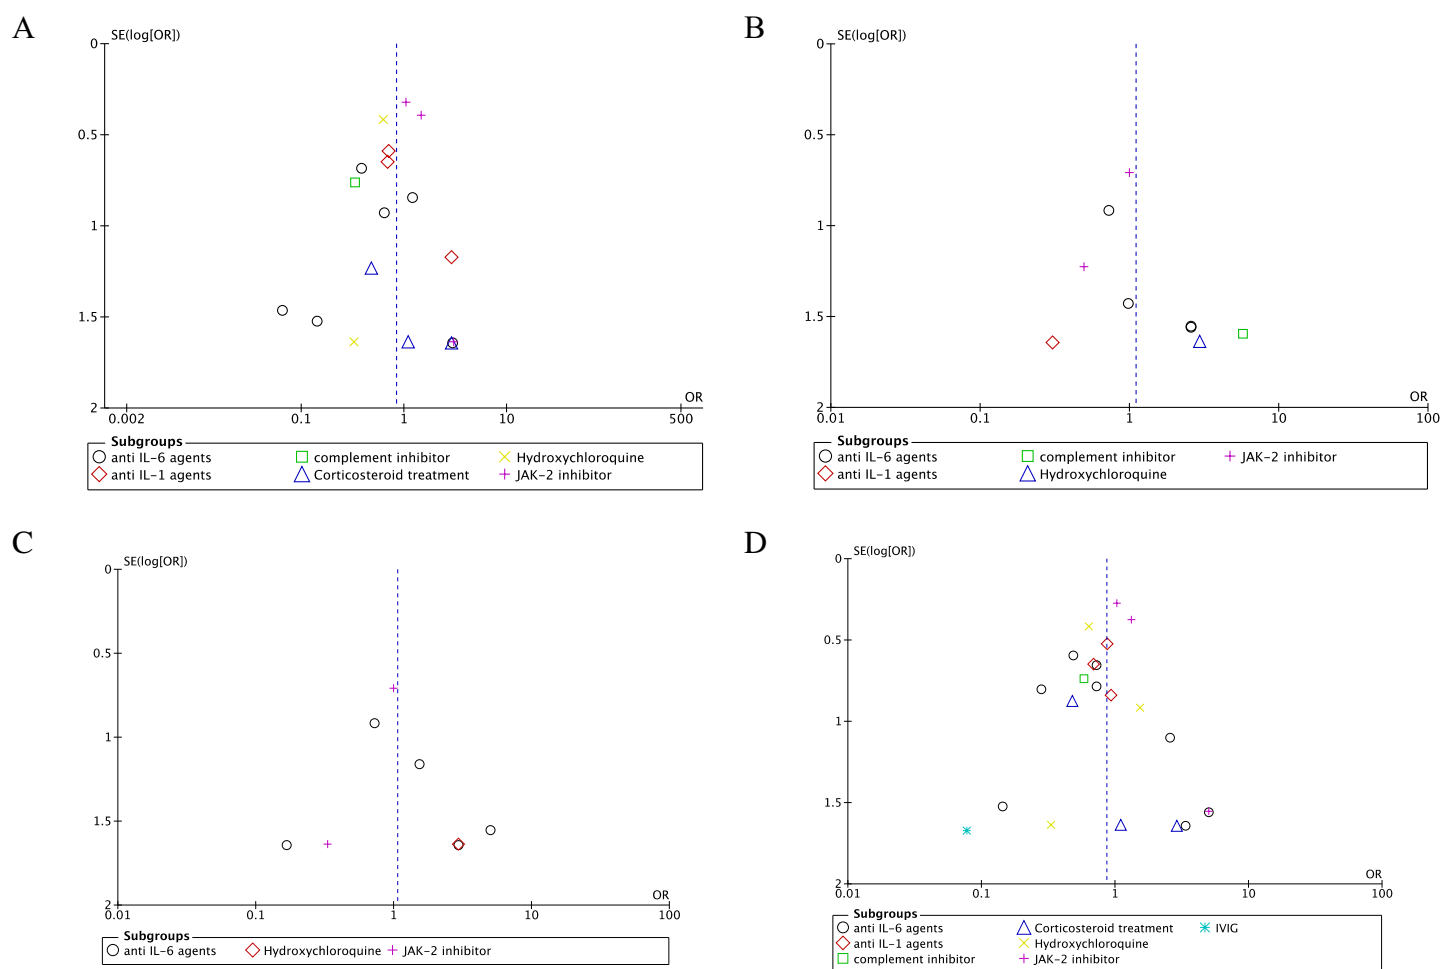 A
SE(log[OR])
0
0.5
1
1.5
2
0.002
0.1
1
10
500
OR
Subgroups
anti IL-6 agents
complement inhibitor
Hydroxychloroquine
anti IL-1 agents
Corticosteroid treatment
JAK-2 inhibitor
B
SE(log[OR])
0
0.5
1
1.5
2
0.01
0.1
1
10
100
OR
Subgroups
anti IL-6 agents
complement inhibitor
JAK-2 inhibitor
anti IL-1 agents
Hydroxychloroquine
C
SE(log[OR])
0
0.5
1
1.5
2
0.01
0.1
1
10
100
OR
Subgroups
anti IL-6 agents
Hydroxychloroquine
JAK-2 inhibitor
D
SE(log[OR])
0
0.5
1
1.5
2
0.01
0.1
1
10
100
OR
Subgroups
anti IL-6 agents
Corticosteroid treatment
IVIG
anti IL-1 agents
Hydroxychloroquine
complement inhibitor
JAK-2 inhibitor